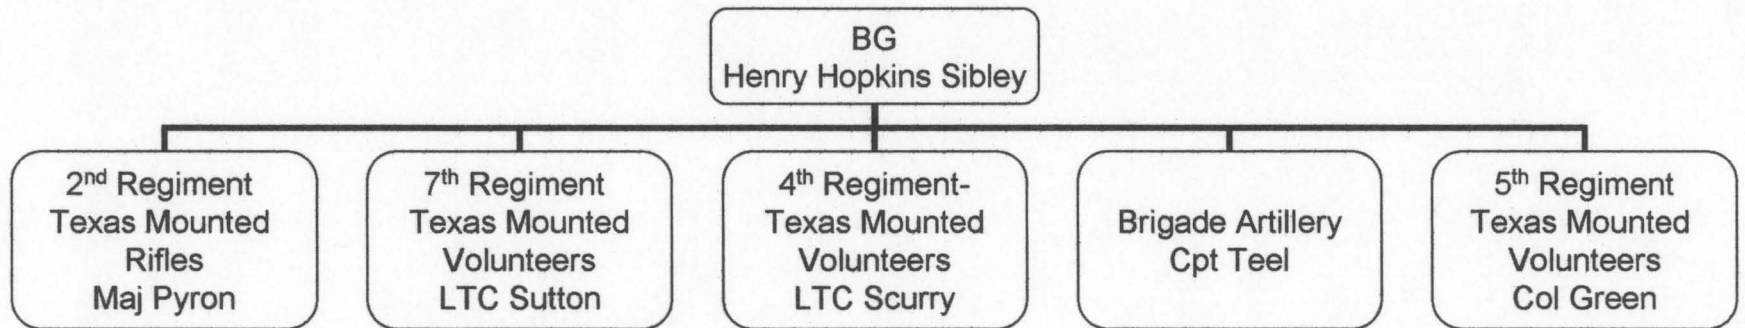 BG
Henry Hopkins Sibley
2nd Regiment
Texas Mounted
Rifles
Maj Pyron
7th Regiment
Texas Mounted
Volunteers
LTC Sutton
4th Regiment-
Texas Mounted
Volunteers
LTC Scurry
Brigade Artillery
Cpt Teel
5th Regiment
Texas Mounted
Volunteers
Col Green